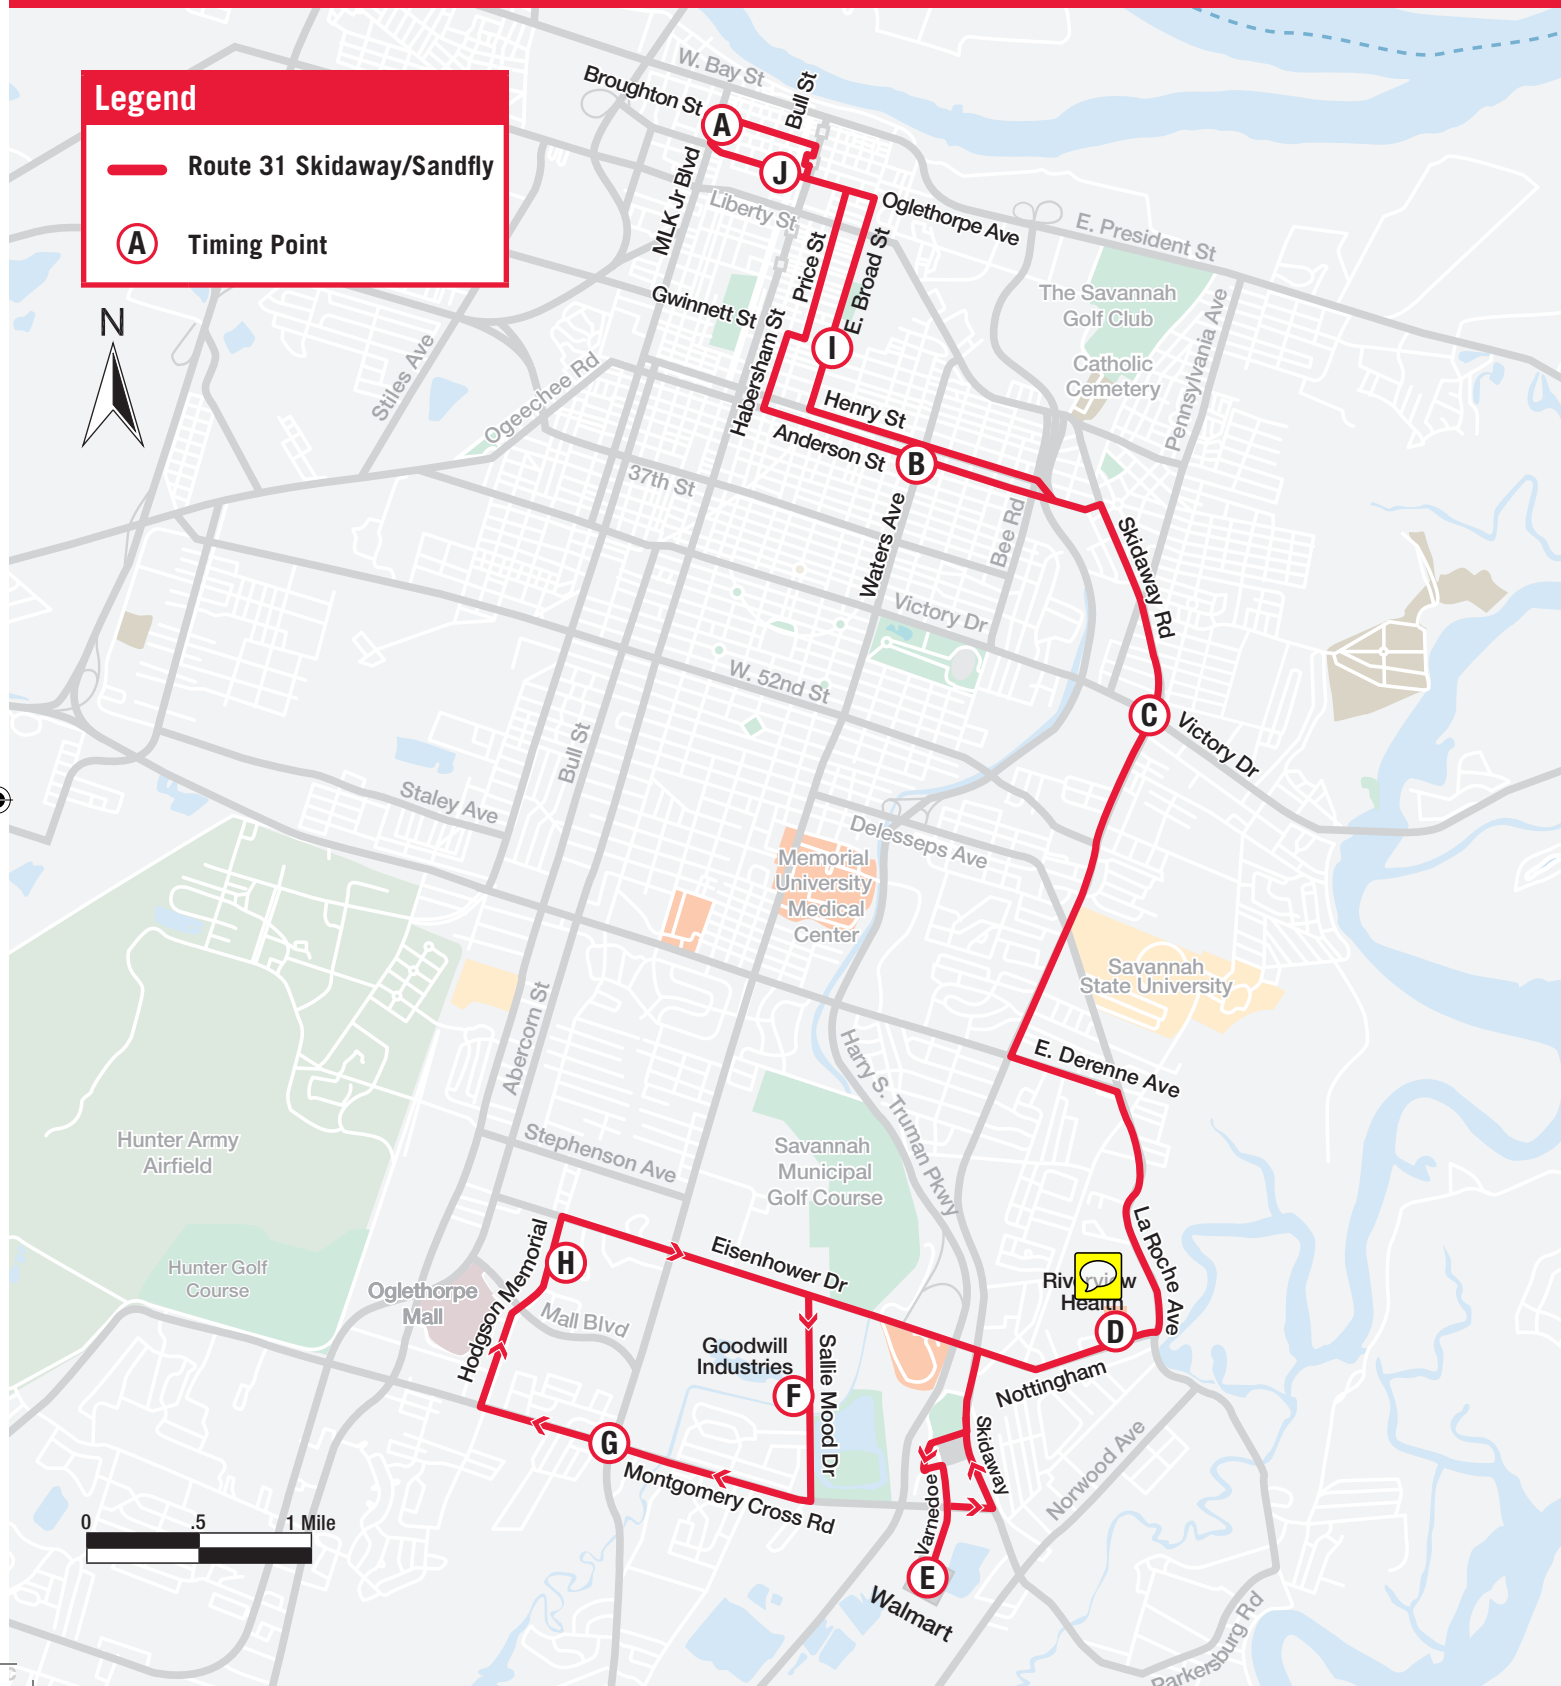 Legend
Route 31 Skidaway/Sandfly
A
Timing Point
N
W. Bay St
Broughton St
Bull St
A
J
MLK Jr Blvd
Liberty St
Oglethorpe Ave
E. President St
Price St
E. Broad St
Gwinnett St
Habersham St
The Savannah
Golf Club
Catholic
Cemetery
Pennsylvania Ave
Stiles Ave
Ogeechee Rd
I
Henry St
Anderson St
B
37th St
Waters Ave
Bee Rd
Skidaway Rd
Victory Dr
W. 52nd St
C
Victory Dr
Bull St
Staley Ave
Delesseps Ave
Memorial
University
Medical
Center
Savannah
State University
Abercorn St
Harry S. Truman Pkwy
E. Derenne Ave
Hunter Army
Airfield
Stephenson Ave
Savannah
Municipal
Golf Course
La Roche Ave
Hunter Golf
Course
Oglethorpe
Mall
Hodgson Memorial
H
Eisenhower Dr
Mall Blvd
Riverview
Health
D
Goodwill
Industries
F
Sallie Mood Dr
Nottingham
Skidaway
Norwood Ave
G
Montgomery Cross Rd
Varnedoe
E
Walmart
Parkersburg Rd
0 .5 1 Mile